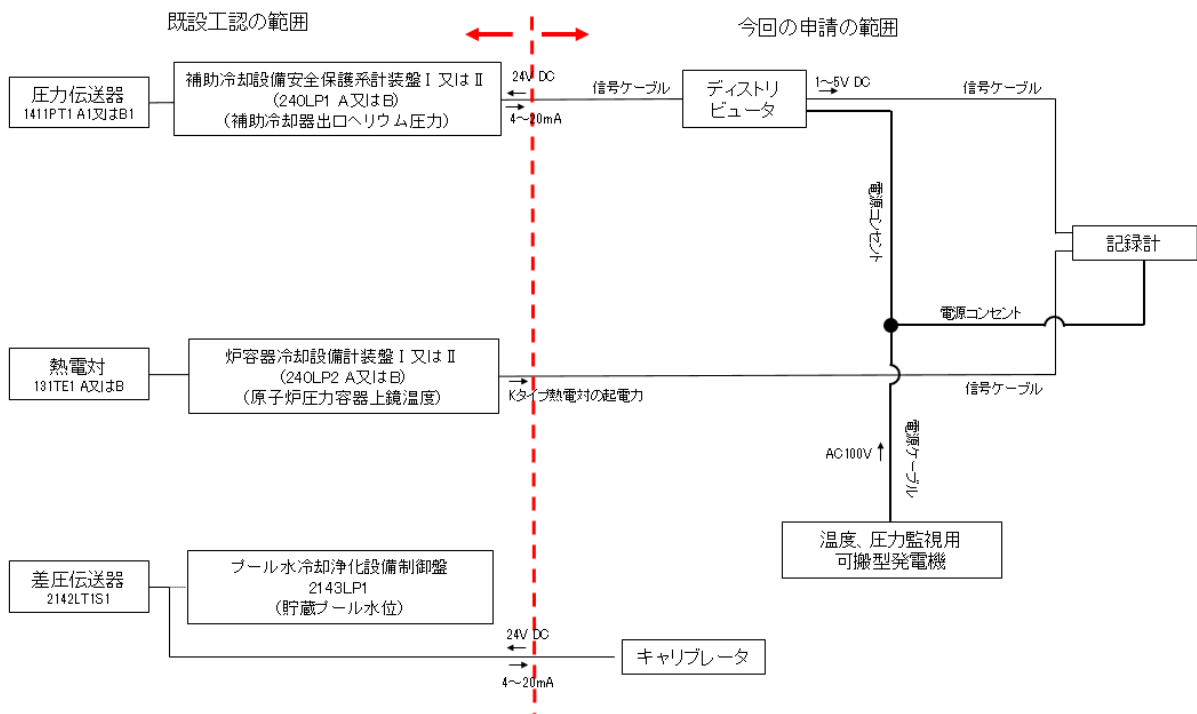 既設工認の範囲
今回の申請の範囲
圧力伝送器
1411PT1 A1又はB1
補助冷却設備安全保護系計装盤Ⅰ又はⅡ
(240LP1 A又はB)
(補助冷却器出口ヘリウム圧力)
24V DC
4～20mA
信号ケーブル
ディストリ
ビュータ
1～5V DC
信号ケーブル
電源コンセント
記録計
電源コンセント
熱電対
131TE1 A又はB
炉容器冷却設備計装盤Ⅰ又はⅡ
(240LP2 A又はB)
(原子炉圧力容器上鏡温度)
Kタイプ熱電対の起電力
信号ケーブル
AC100V
電源ケーブル
温度、圧力監視用
可搬型発電機
差圧伝送器
2142LT1S1
プール水冷却浄化設備制御盤
2143LP1
(貯蔵プール水位)
24V DC
4～20mA
キャリブレータ